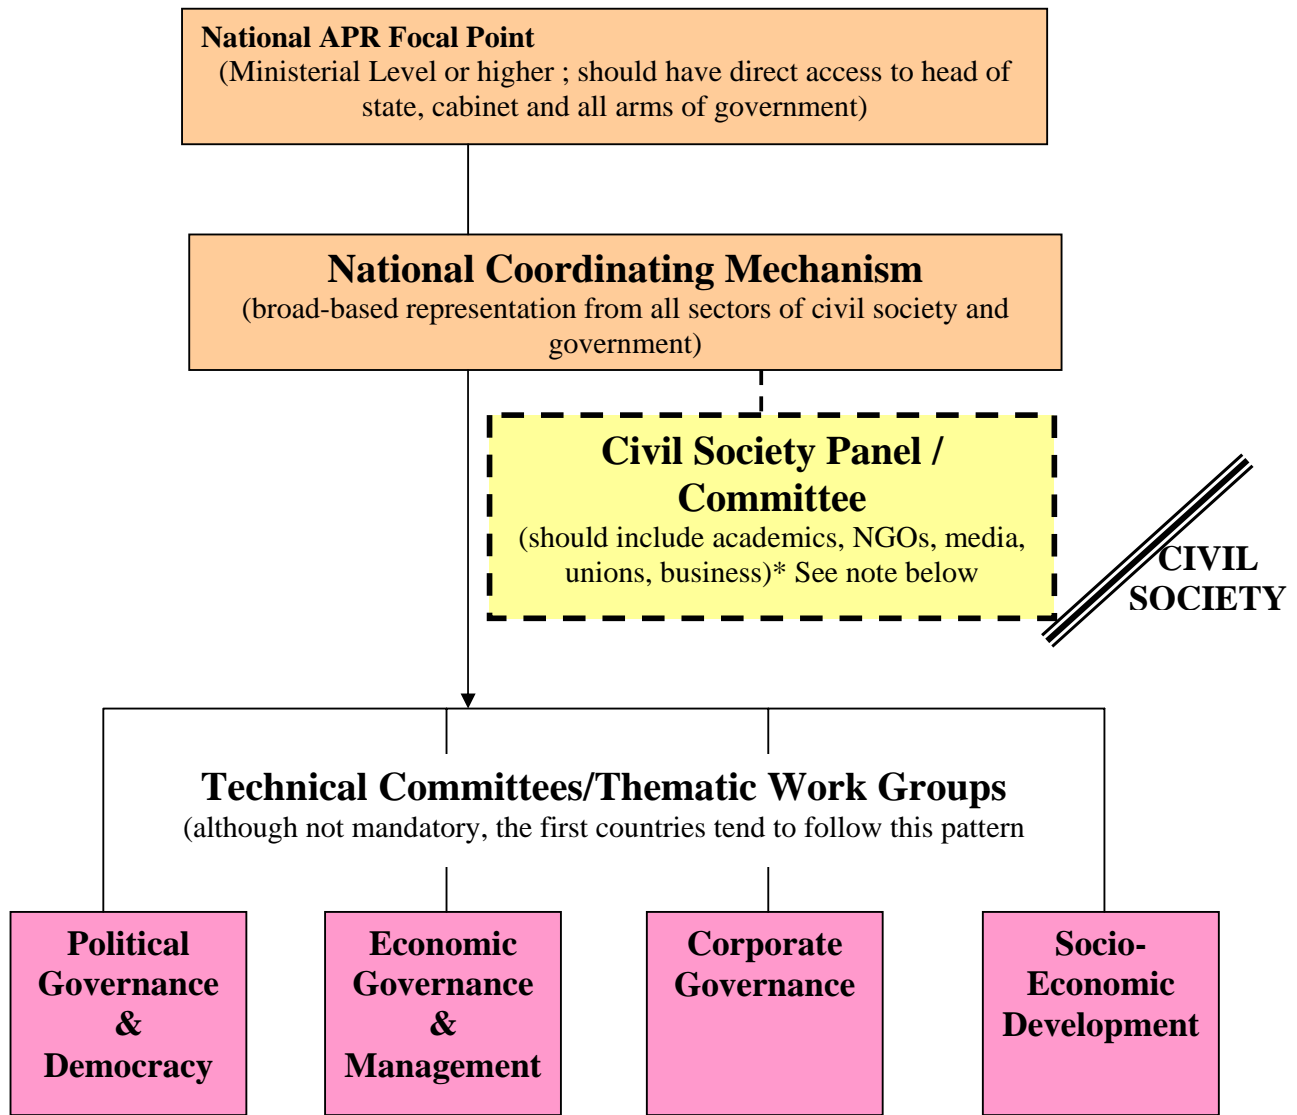 National APR Focal Point
(Ministerial Level or higher ; should have direct access to head of
state, cabinet and all arms of government)
National Coordinating Mechanism
(broad-based representation from all sectors of civil society and
government)
Civil Society Panel /
Committee
(should include academics, NGOs, media,
unions, business)* See note below
CIVIL
SOCIETY
Technical Committees/Thematic Work Groups
(although not mandatory, the first countries tend to follow this pattern
Political
Governance
&
Democracy
Economic
Governance
&
Management
Corporate
Governance
Socio-
Economic
Development